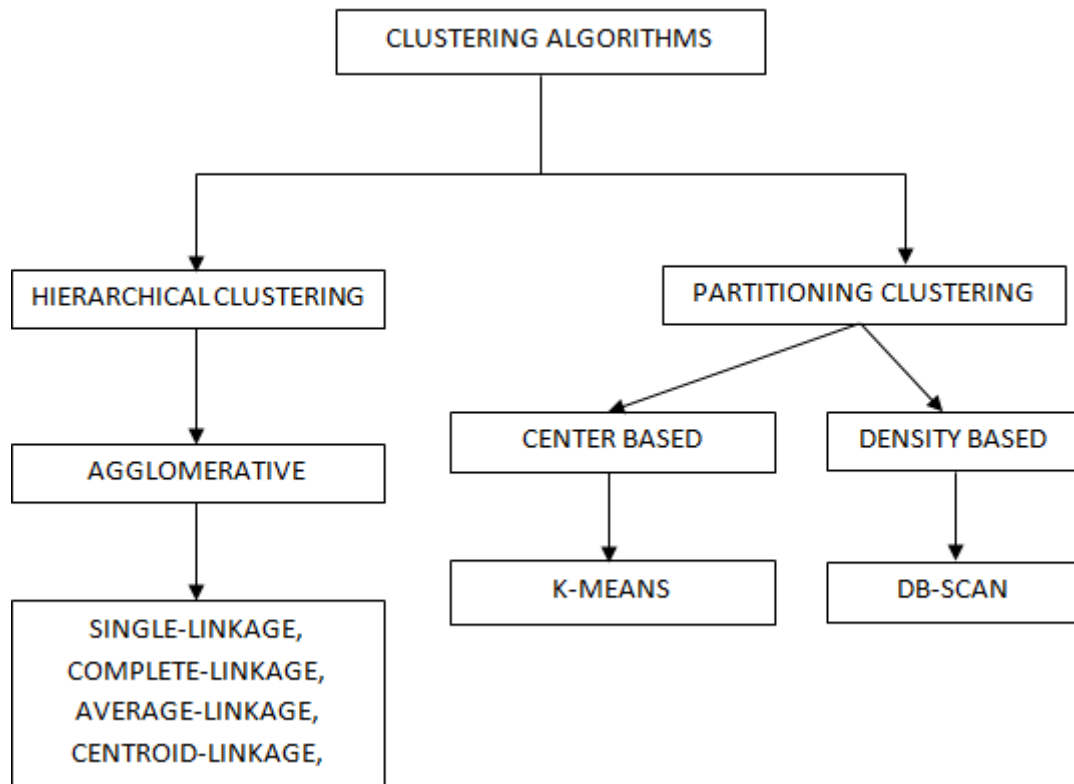 CLUSTERING ALGORITHMS
HIERARCHICAL CLUSTERING
PARTITIONING CLUSTERING
CENTER BASED
DENSITY BASED
AGGLOMERATIVE
K-MEANS
DB-SCAN
SINGLE-LINKAGE,
COMPLETE-LINKAGE,
AVERAGE-LINKAGE,
CENTROID-LINKAGE,